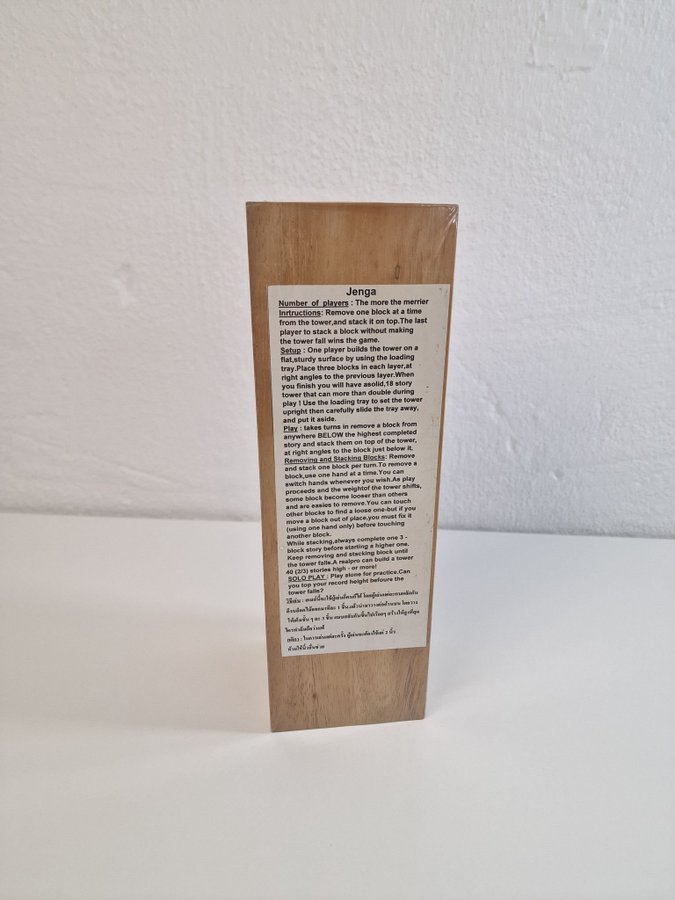 Jenga
Number of players : The more the merrier
Inrtructions: Remove one block at a time
from the tower,and stack it on top.The last
player to stack a block without making
the tower fall wins the game.
Setup : One player builds the tower on a
flat,sturdy surface by using the loading
tray.Place three blocks in each layer,at
right angles to the previous layer.When
you finish you will have asolid,18 story
tower that can more than double during
play ! Use the loading tray to set the tower
upright then carefully slide the tray away,
and put it aside.
Play : takes turns in remove a block from
anywhere BELOW the highest completed
story and stack them on top of the tower,
at right angles to the block just below it.
Removing and Stacking Blocks: Remove
and stack one block per turn.To remove a
block,use one hand at a time.You can
switch hands whenever you wish.As play
proceeds and the weightof the tower shifts,
some block become looser than others
and are easies to remove.You can touch
other blocks to find a loose one-but if you
move a block out of place,you must fix it
(using one hand only) before touching
another block.
While stacking,always complete one 3 -
block story before starting a higher one.
Keep removing and stacking block until
the tower falls.A realpro can build a tower
40 (2/3) stories high - or more!
SOLO PLAY : Play alone for practice.Can
you top your record height befoure the
tower falls?